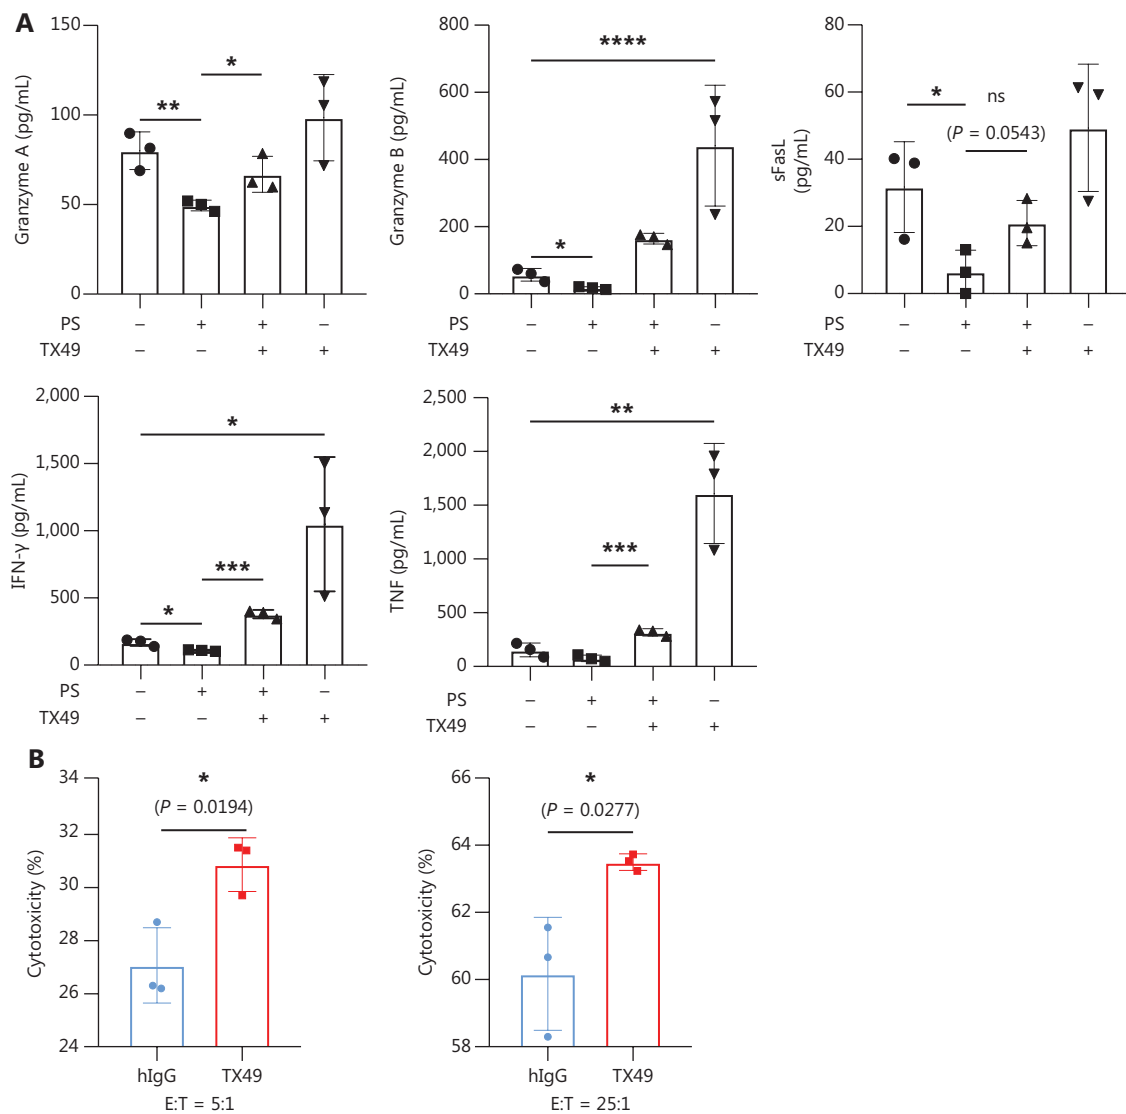 A
Granzyme A (pg/mL)
150
100
50
0
**
*
PS − + + −
TX49 − − + +
Granzyme B (pg/mL)
800
600
400
200
0
****
*
PS − + + −
TX49 − − + +
sFasL
(pg/mL)
80
60
40
20
0
*
ns
(P = 0.0543)
PS − + + −
TX49 − − + +
IFN-γ (pg/mL)
2,000
1,500
1,000
500
0
*
***
*
PS − + + −
TX49 − − + +
TNF (pg/mL)
2,500
2,000
1,500
1,000
500
0
**
***
PS − + + −
TX49 − − + +
B
Cytotoxicity (%)
34
32
30
28
26
24
*
(P = 0.0194)
hIgG TX49
E:T = 5:1
Cytotoxicity (%)
66
64
62
60
58
*
(P = 0.0277)
hIgG TX49
E:T = 25:1